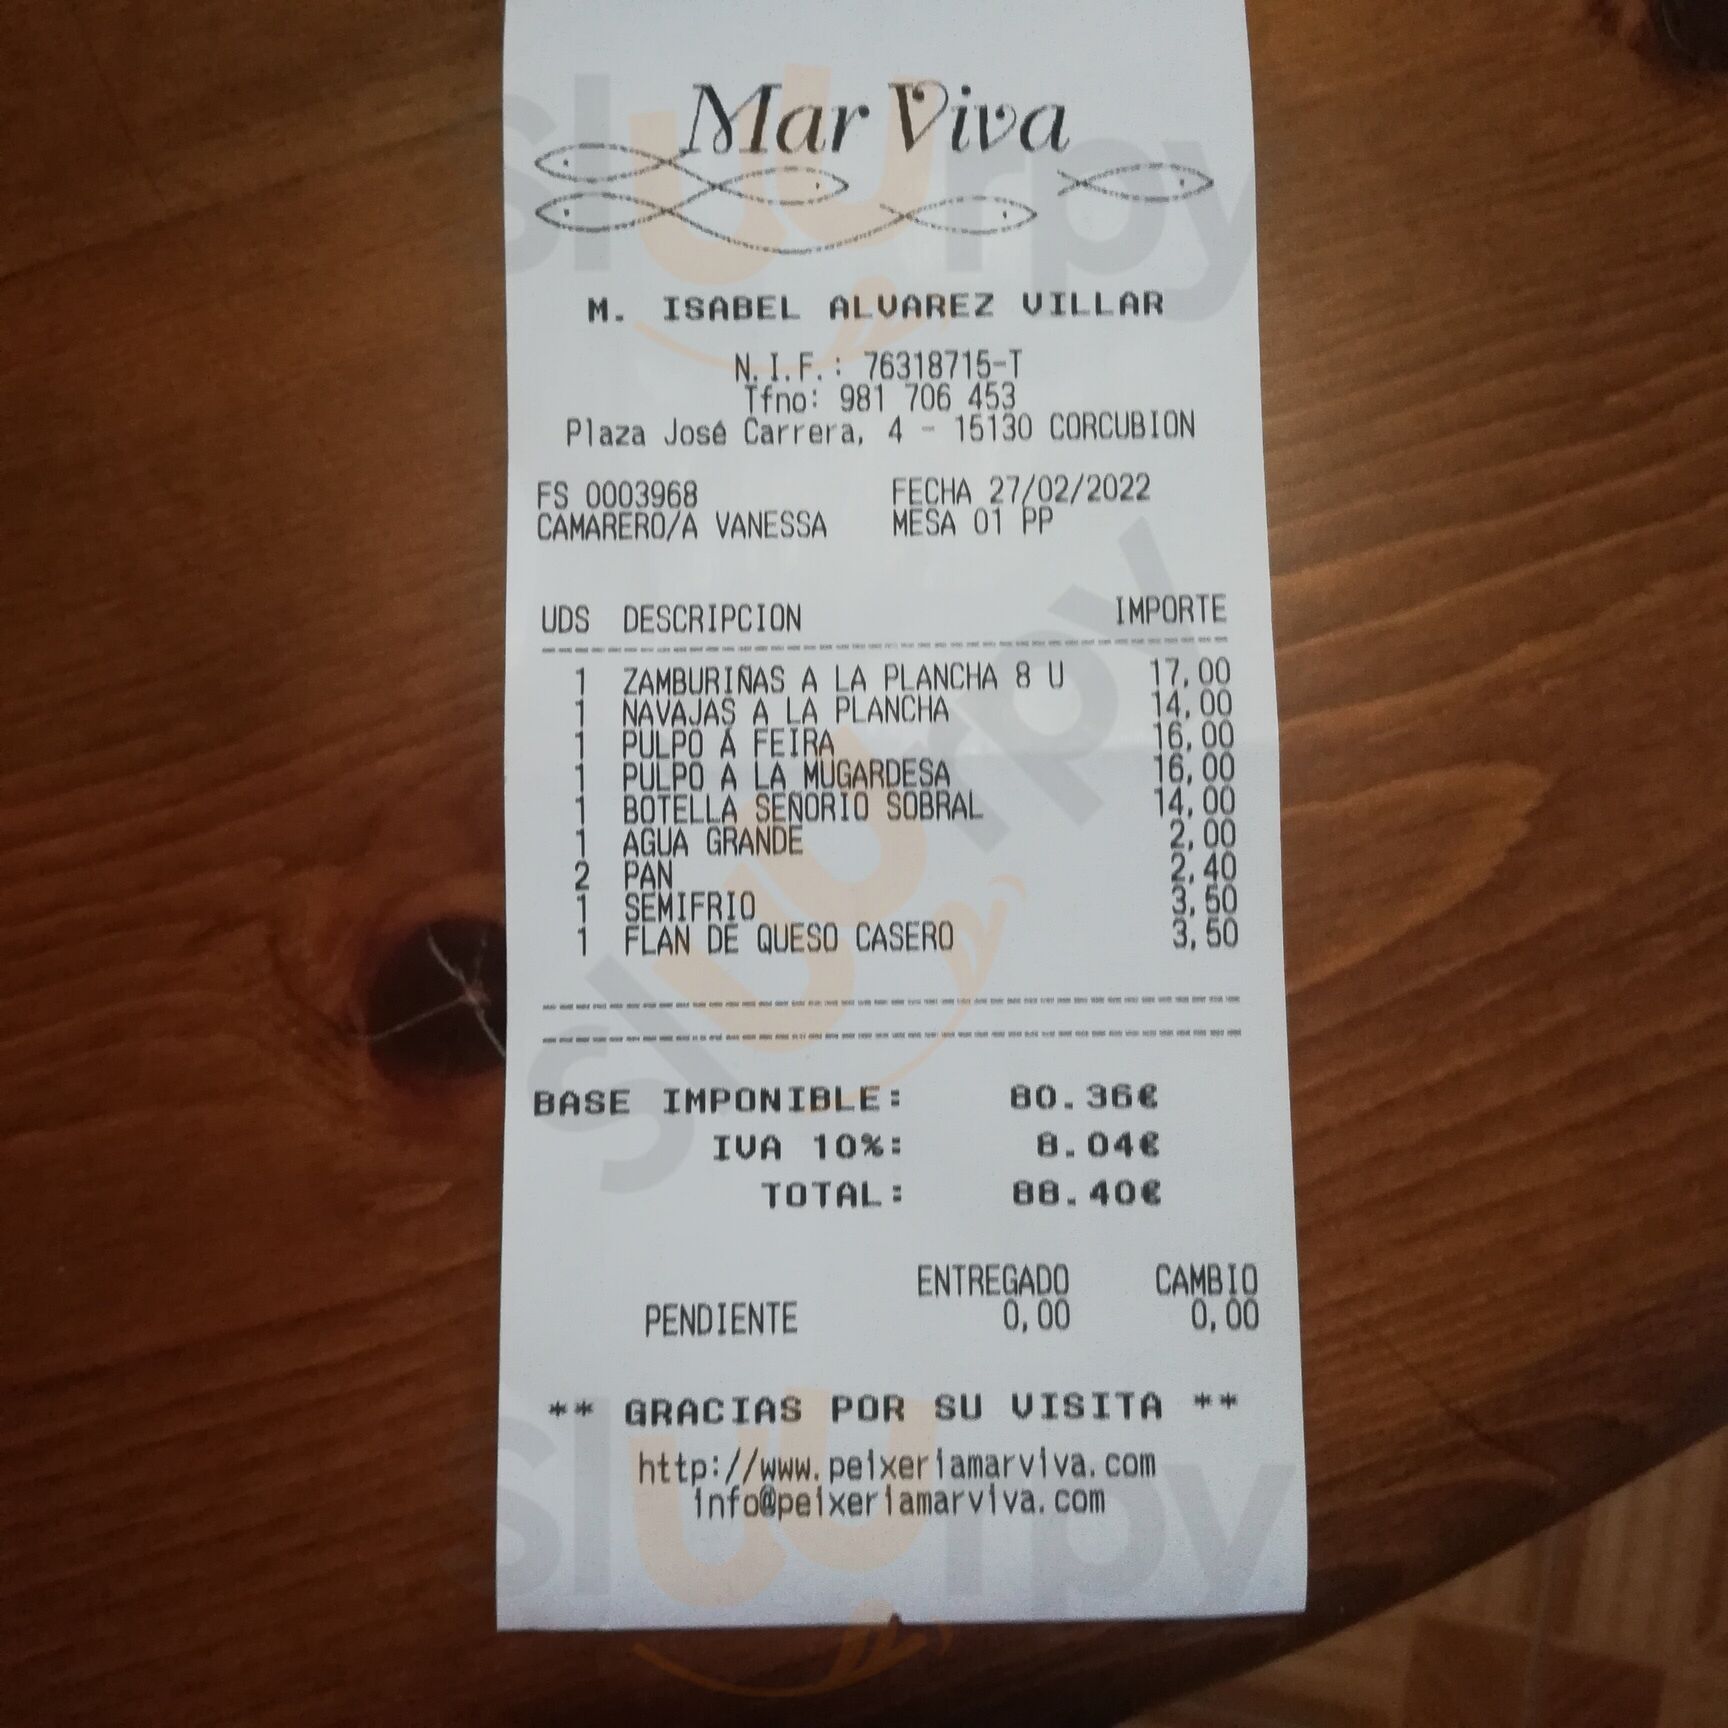 Mar Viva
M. ISABEL ALVAREZ VILLAR
N.I.F.: 76318715-T
Tfno: 981 706 453
Plaza José Carrera, 4 - 15130 CORCUBION
FS 0003968 FECHA 27/02/2022
CAMARERO/A VANESSA MESA 01 PP
UDS DESCRIPCION IMPORTE
1 ZAMBURIÑAS A LA PLANCHA 8 U 17,00
1 NAVAJAS A LA PLANCHA 14,00
1 PULPO A FEIRA 16,00
1 PULPO A LA MUGARDESA 16,00
1 BOTELLA SEÑORIO SOBRAL 14,00
1 AGUA GRANDE 2,00
2 PAN 2,40
1 SEMIFRIO 3,50
1 FLAN DE QUESO CASERO 3,50
BASE IMPONIBLE: 80.36€
IVA 10%: 8.04€
TOTAL: 88.40€
ENTREGADO CAMBIO
PENDIENTE 0,00 0,00
** GRACIAS POR SU VISITA **
http://www.peixeriamarviva.com
info@peixeriamarviva.com
sluurpy
sluurpy
sluurpy